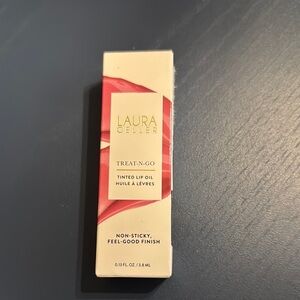 LAURA
GELLER
TREAT-N-GO
TINTED LIP OIL
HUILE À LÈVRES
NON-STICKY,
FEEL-GOOD FINISH
0.13 FL. OZ / 3.8 ML